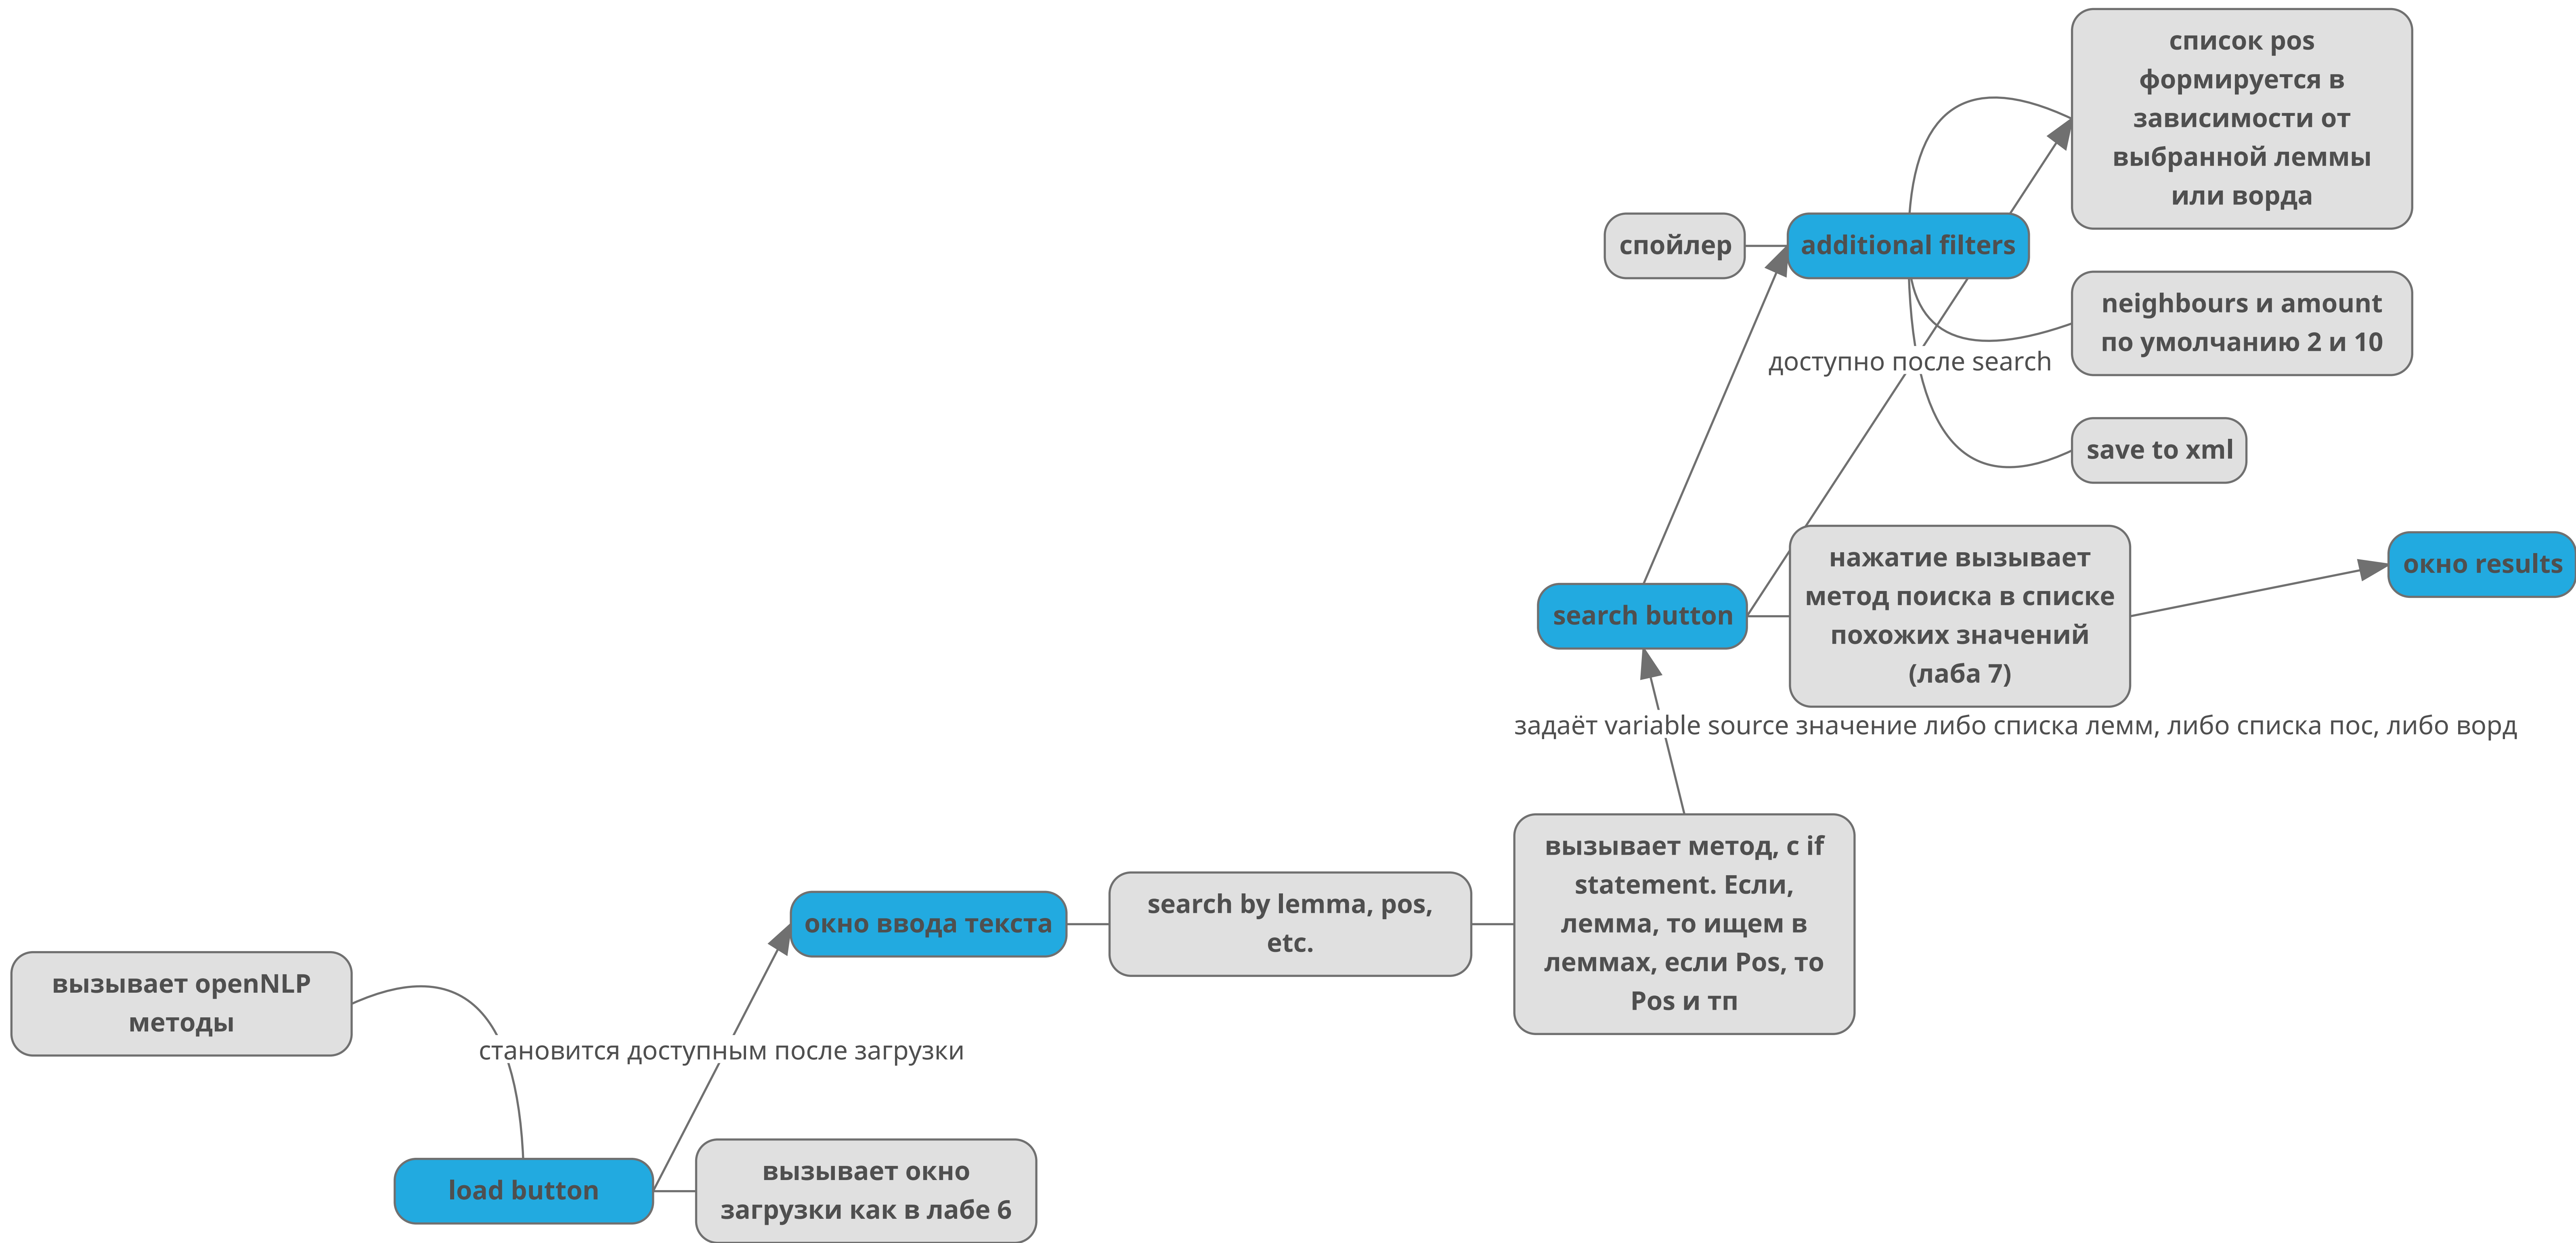 список pos
формируется в
зависимости от
выбранной леммы
или ворда
спойлер
additional filters
neighbours и amount
по умолчанию 2 и 10
доступно после search
save to xml
нажатие вызывает
метод поиска в списке
похожих значений
(лаба 7)
окно results
search button
задаёт variable source значение либо списка лемм, либо списка пос, либо ворд
вызывает метод, с if
statement. Если,
лемма, то ищем в
леммах, если Pos, то
Pos и тп
search by lemma, pos,
etc.
окно ввода текста
вызывает openNLP
методы
становится доступным после загрузки
load button
вызывает окно
загрузки как в лабе 6